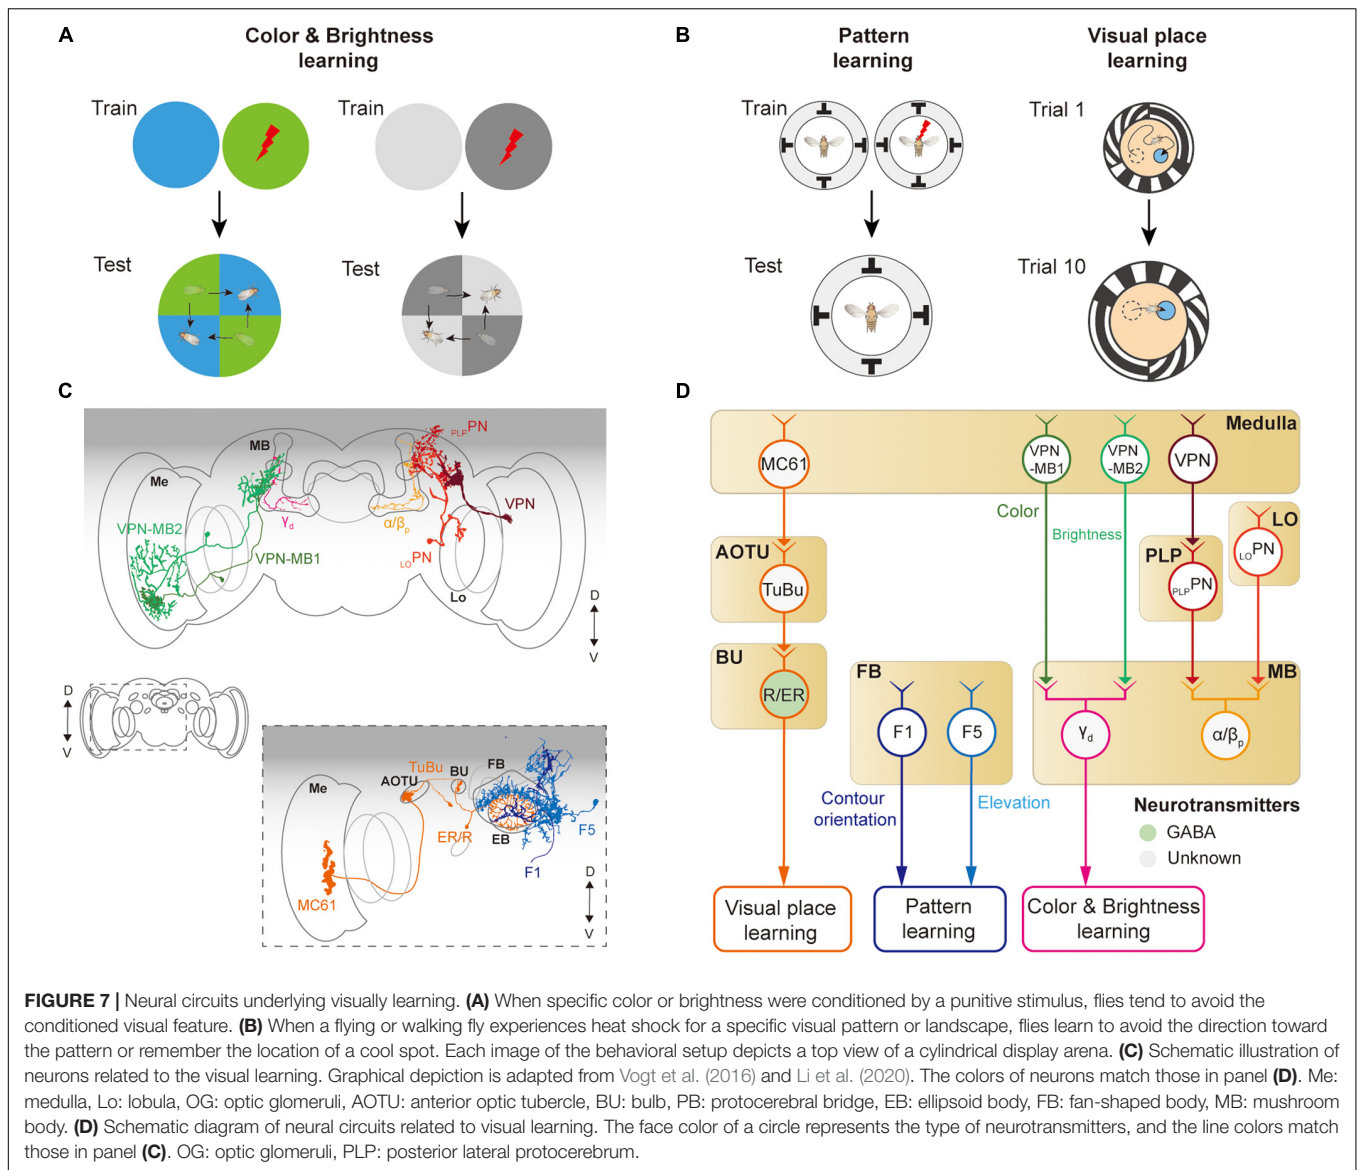 A
Color & Brightness
learning
Train
Train
Test
Test
B
Pattern
learning
Visual place
learning
Train
Trial 1
Test
Trial 10
C
MB
PLPPN
Me
VPN
VPN-MB2
γd
α/βp
VPN-MB1
LOPN
Lo
D
V
D
V
Me
AOTU
TuBu
BU
FB
ER/R
EB
F5
F1
MC61
D
V
D
Medulla
MC61
VPN
-MB1
VPN
-MB2
VPN
Color
Brightness
LO
LOPN
AOTU
TuBu
PLP
PLPPN
BU
R/ER
FB
F1
F5
MB
γd
α/βp
Contour
orientation
Elevation
Neurotransmitters
GABA
Unknown
Visual place
learning
Pattern
learning
Color & Brightness
learning
FIGURE 7 | Neural circuits underlying visually learning. (A) When specific color or brightness were conditioned by a punitive stimulus, flies tend to avoid the
conditioned visual feature. (B) When a flying or walking fly experiences heat shock for a specific visual pattern or landscape, flies learn to avoid the direction toward
the pattern or remember the location of a cool spot. Each image of the behavioral setup depicts a top view of a cylindrical display arena. (C) Schematic illustration of
neurons related to the visual learning. Graphical depiction is adapted from Vogt et al. (2016) and Li et al. (2020). The colors of neurons match those in panel (D). Me:
medulla, Lo: lobula, OG: optic glomeruli, AOTU: anterior optic tubercle, BU: bulb, PB: protocerebral bridge, EB: ellipsoid body, FB: fan-shaped body, MB: mushroom
body. (D) Schematic diagram of neural circuits related to visual learning. The face color of a circle represents the type of neurotransmitters, and the line colors match
those in panel (C). OG: optic glomeruli, PLP: posterior lateral protocerebrum.